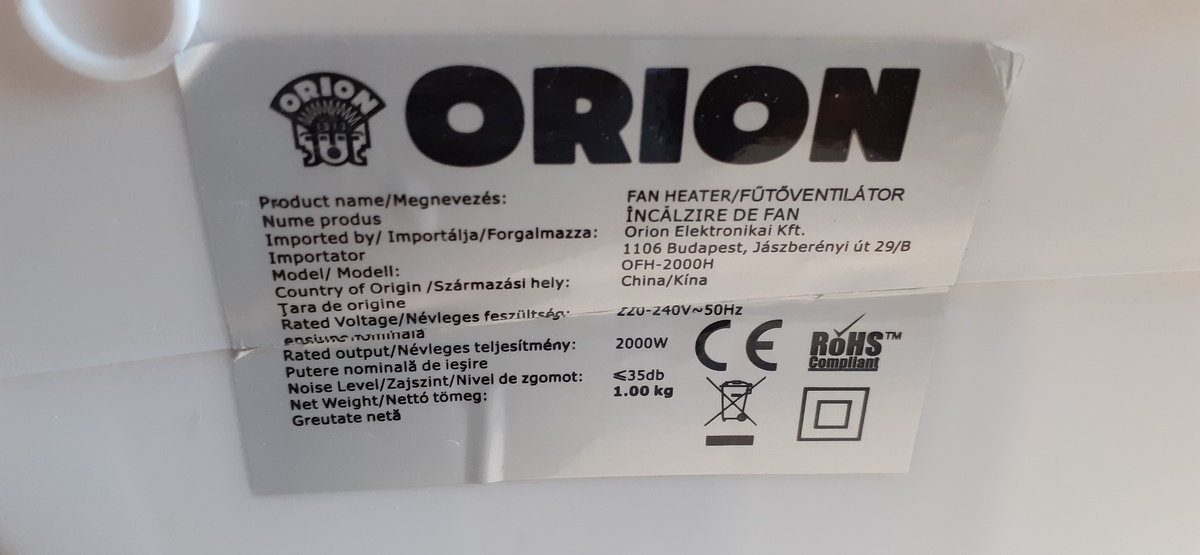 ORION
ORION
Product name/Megnevezés: FAN HEATER/FŰTŐVENTILÁTOR
Nume produs ÎNCĂLZIRE DE FAN
Imported by/ Importálja/Forgalmazza: Orion Elektronikai Kft.
Importator 1106 Budapest, Jászberényi út 29/B
Model/ Modell: OFH-2000H
Country of Origin /Származási hely: China/Kína
Ţara de origine
Rated Voltage/Névleges feszültség: 220-240V~50Hz
nominala
Rated output/Névleges teljesítmény: 2000W
Putere nominală de ieşire
Noise Level/Zajszint/Nivel de zgomot: ≤35db
Net Weight/Nettó tömeg: 1.00 kg
Greutate netă
CE
RoHS™
Compliant